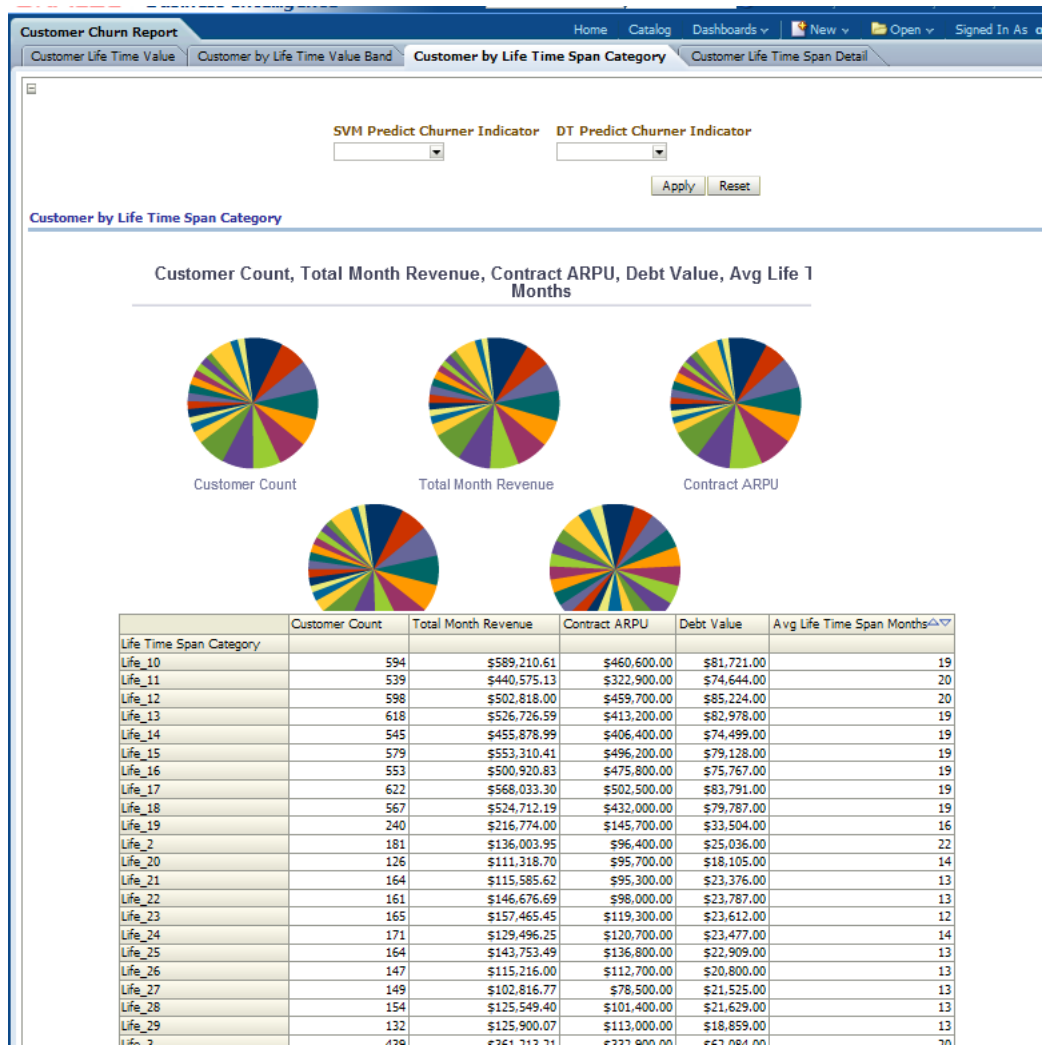 Business Intelligence
Customer Churn Report
Home Catalog Dashboards New Open Signed In As
Customer Life Time Value Customer by Life Time Value Band Customer by Life Time Span Category Customer Life Time Span Detail
SVM Predict Churner Indicator DT Predict Churner Indicator
Apply Reset
Customer by Life Time Span Category
Customer Count, Total Month Revenue, Contract ARPU, Debt Value, Avg Life T
Months
Customer Count Total Month Revenue Contract ARPU
Customer Count Total Month Revenue Contract ARPU Debt Value Avg Life Time Span Months
Life Time Span Category
Life_10 594 $589,210.61 $460,600.00 $81,721.00 19
Life_11 539 $440,575.13 $322,900.00 $74,644.00 20
Life_12 598 $502,818.00 $459,700.00 $85,224.00 20
Life_13 618 $526,726.59 $413,200.00 $82,978.00 19
Life_14 545 $455,878.99 $406,400.00 $74,499.00 19
Life_15 579 $553,310.41 $496,200.00 $79,128.00 19
Life_16 553 $500,920.83 $475,800.00 $75,767.00 19
Life_17 622 $568,033.30 $502,500.00 $83,791.00 19
Life_18 567 $524,712.19 $432,000.00 $79,787.00 19
Life_19 240 $216,774.00 $145,700.00 $33,504.00 16
Life_2 181 $136,003.95 $96,400.00 $25,036.00 22
Life_20 126 $111,318.70 $95,700.00 $18,105.00 14
Life_21 164 $115,585.62 $95,300.00 $23,376.00 13
Life_22 161 $146,676.69 $98,000.00 $23,787.00 13
Life_23 165 $157,465.45 $119,300.00 $23,612.00 12
Life_24 171 $129,496.25 $120,700.00 $23,477.00 14
Life_25 164 $143,753.49 $136,800.00 $22,909.00 13
Life_26 147 $115,216.00 $112,700.00 $20,800.00 13
Life_27 149 $102,816.77 $78,500.00 $21,525.00 13
Life_28 154 $125,549.40 $101,400.00 $21,629.00 13
Life_29 132 $125,900.07 $113,000.00 $18,859.00 13
Life_3 439 $361,213.21 $332,900.00 $62,084.00 20